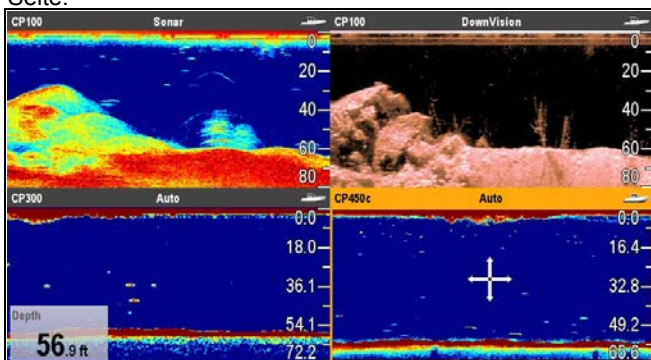 Seite.
CP100 Sonar
0
20
40
60
80
CP100 DownVision
0
20
40
60
80
CP300 Auto
0.0
18.0
36.1
54.1
72.2
Depth
56.9 ft
CP450c Auto
0.0
16.4
32.8
49.2
65.6